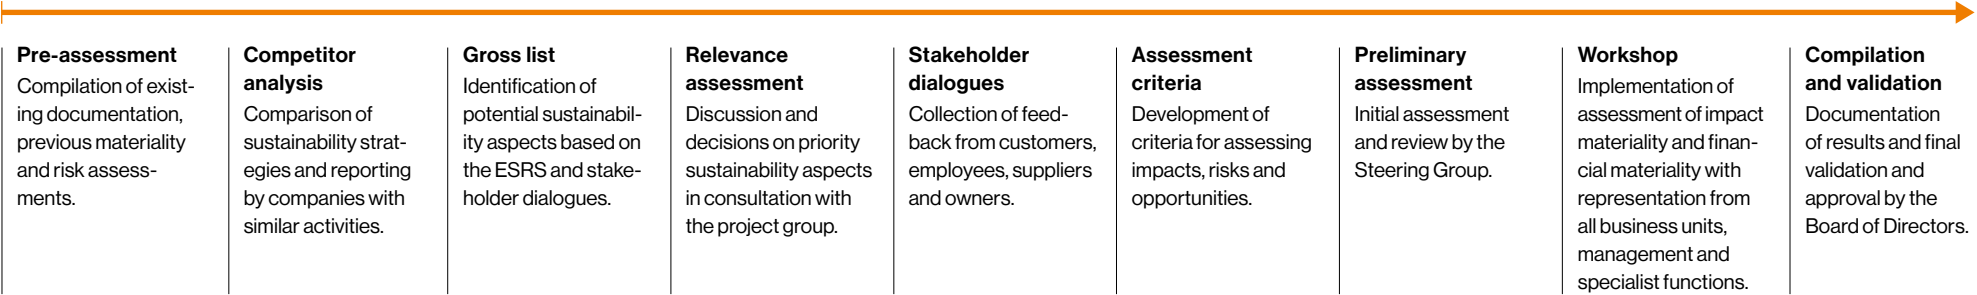 Pre-assessment
Compilation of exist-
ing documentation,
previous materiality
and risk assess-
ments.
Competitor
analysis
Comparison of
sustainability strat-
egies and reporting
by companies with
similar activities.
Gross list
Identification of
potential sustainabil-
ity aspects based on
the ESRS and stake-
holder dialogues.
Relevance
assessment
Discussion and
decisions on priority
sustainability aspects
in consultation with
the project group.
Stakeholder
dialogues
Collection of feed-
back from customers,
employees, suppliers
and owners.
Assessment
criteria
Development of
criteria for assessing
impacts, risks and
opportunities.
Preliminary
assessment
Initial assessment
and review by the
Steering Group.
Workshop
Implementation of
assessment of impact
materiality and finan-
cial materiality with
representation from
all business units,
management and
specialist functions.
Compilation
and validation
Documentation
of results and final
validation and
approval by the
Board of Directors.